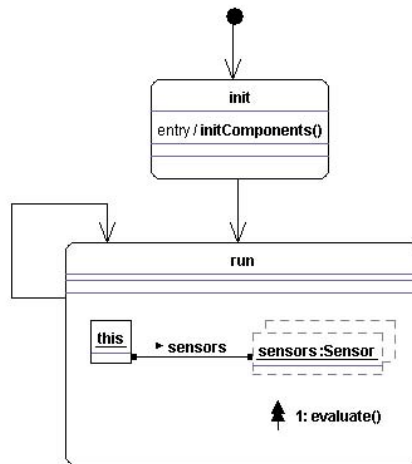 init
entry / initComponents()
run
this
sensors
sensors :Sensor
1: evaluate()